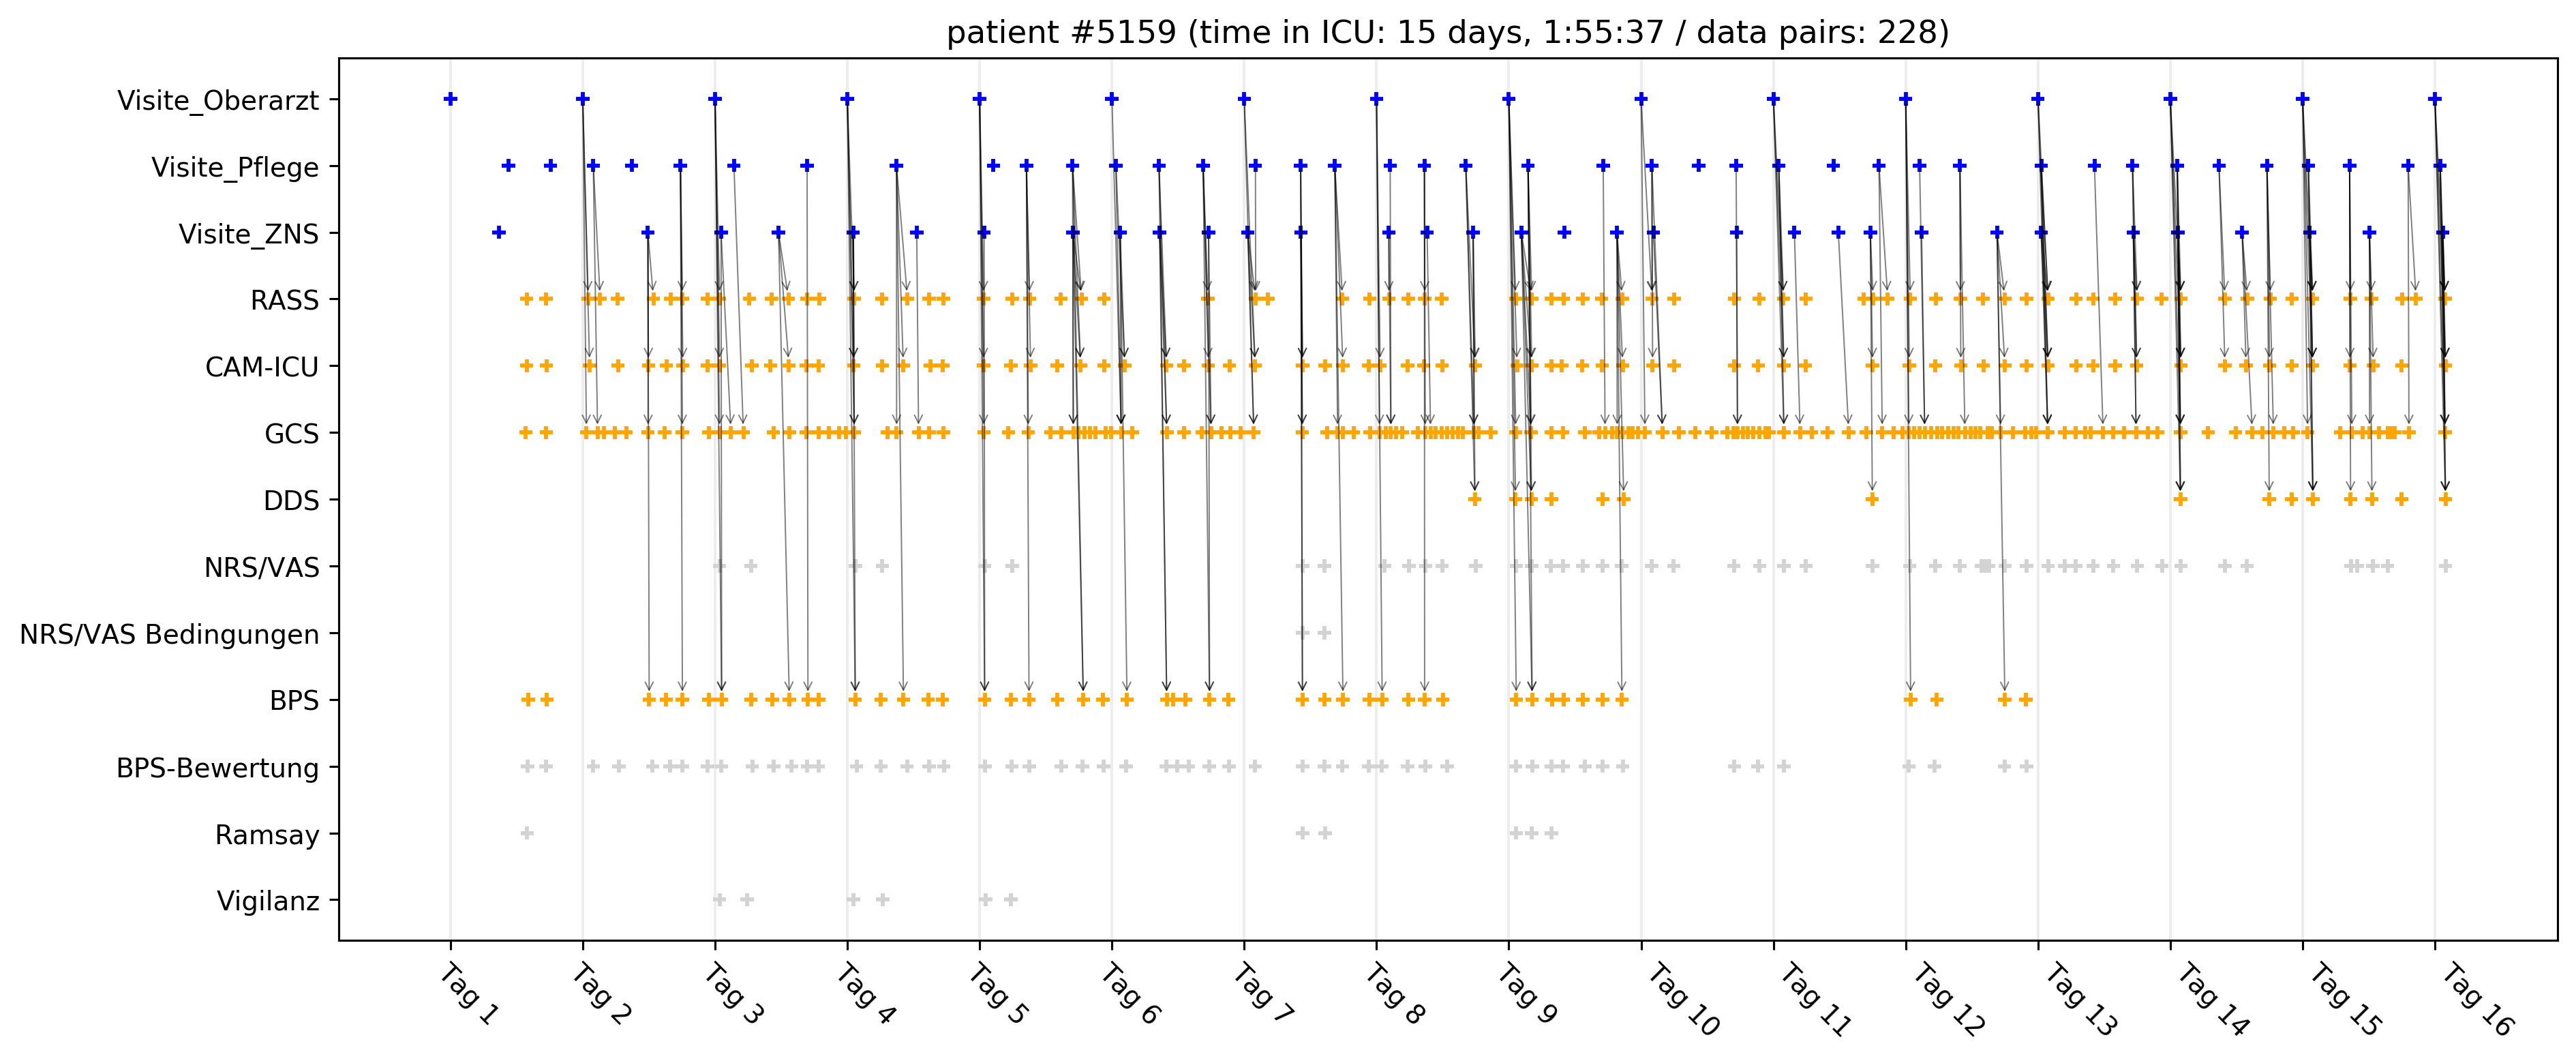 patient #5159 (time in ICU: 15 days, 1:55:37 / data pairs: 228)
Visite_Oberarzt
Visite_Pflege
Visite_ZNS
RASS
CAM-ICU
GCS
DDS
NRS/VAS
NRS/VAS Bedingungen
BPS
BPS-Bewertung
Ramsay
Vigilanz
Tag 1
Tag 2
Tag 3
Tag 4
Tag 5
Tag 6
Tag 7
Tag 8
Tag 9
Tag 10
Tag 11
Tag 12
Tag 13
Tag 14
Tag 15
Tag 16